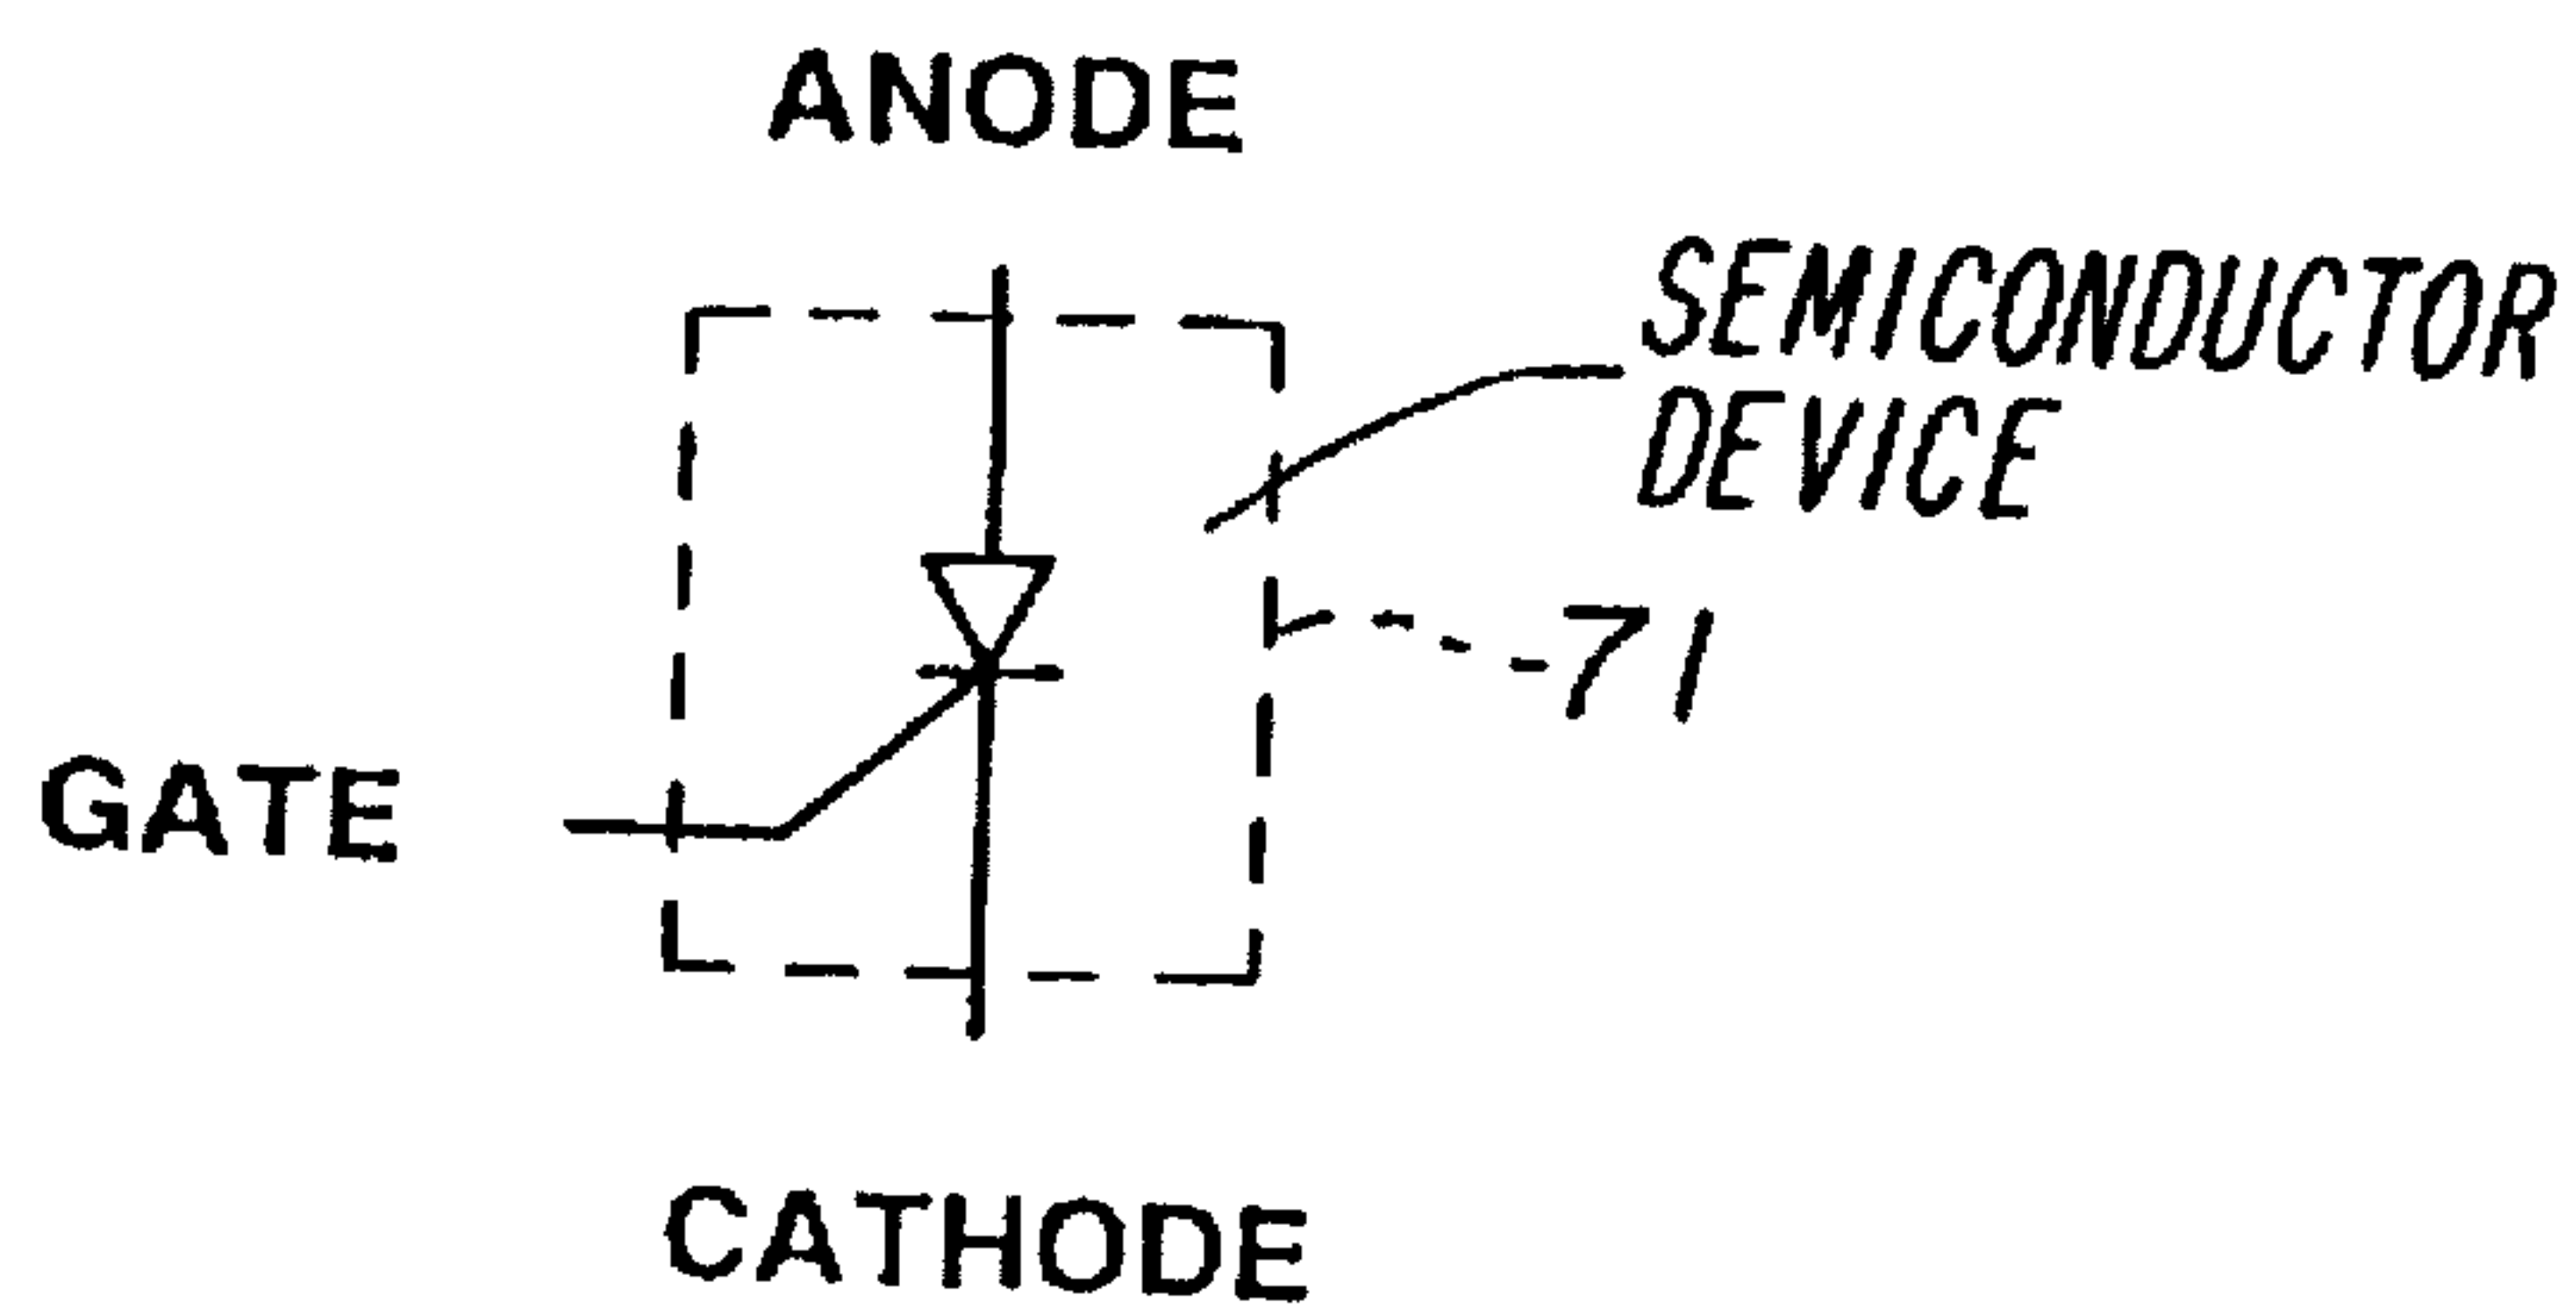 ANODE
SEMICONDUCTOR
DEVICE
71
GATE
CATHODE